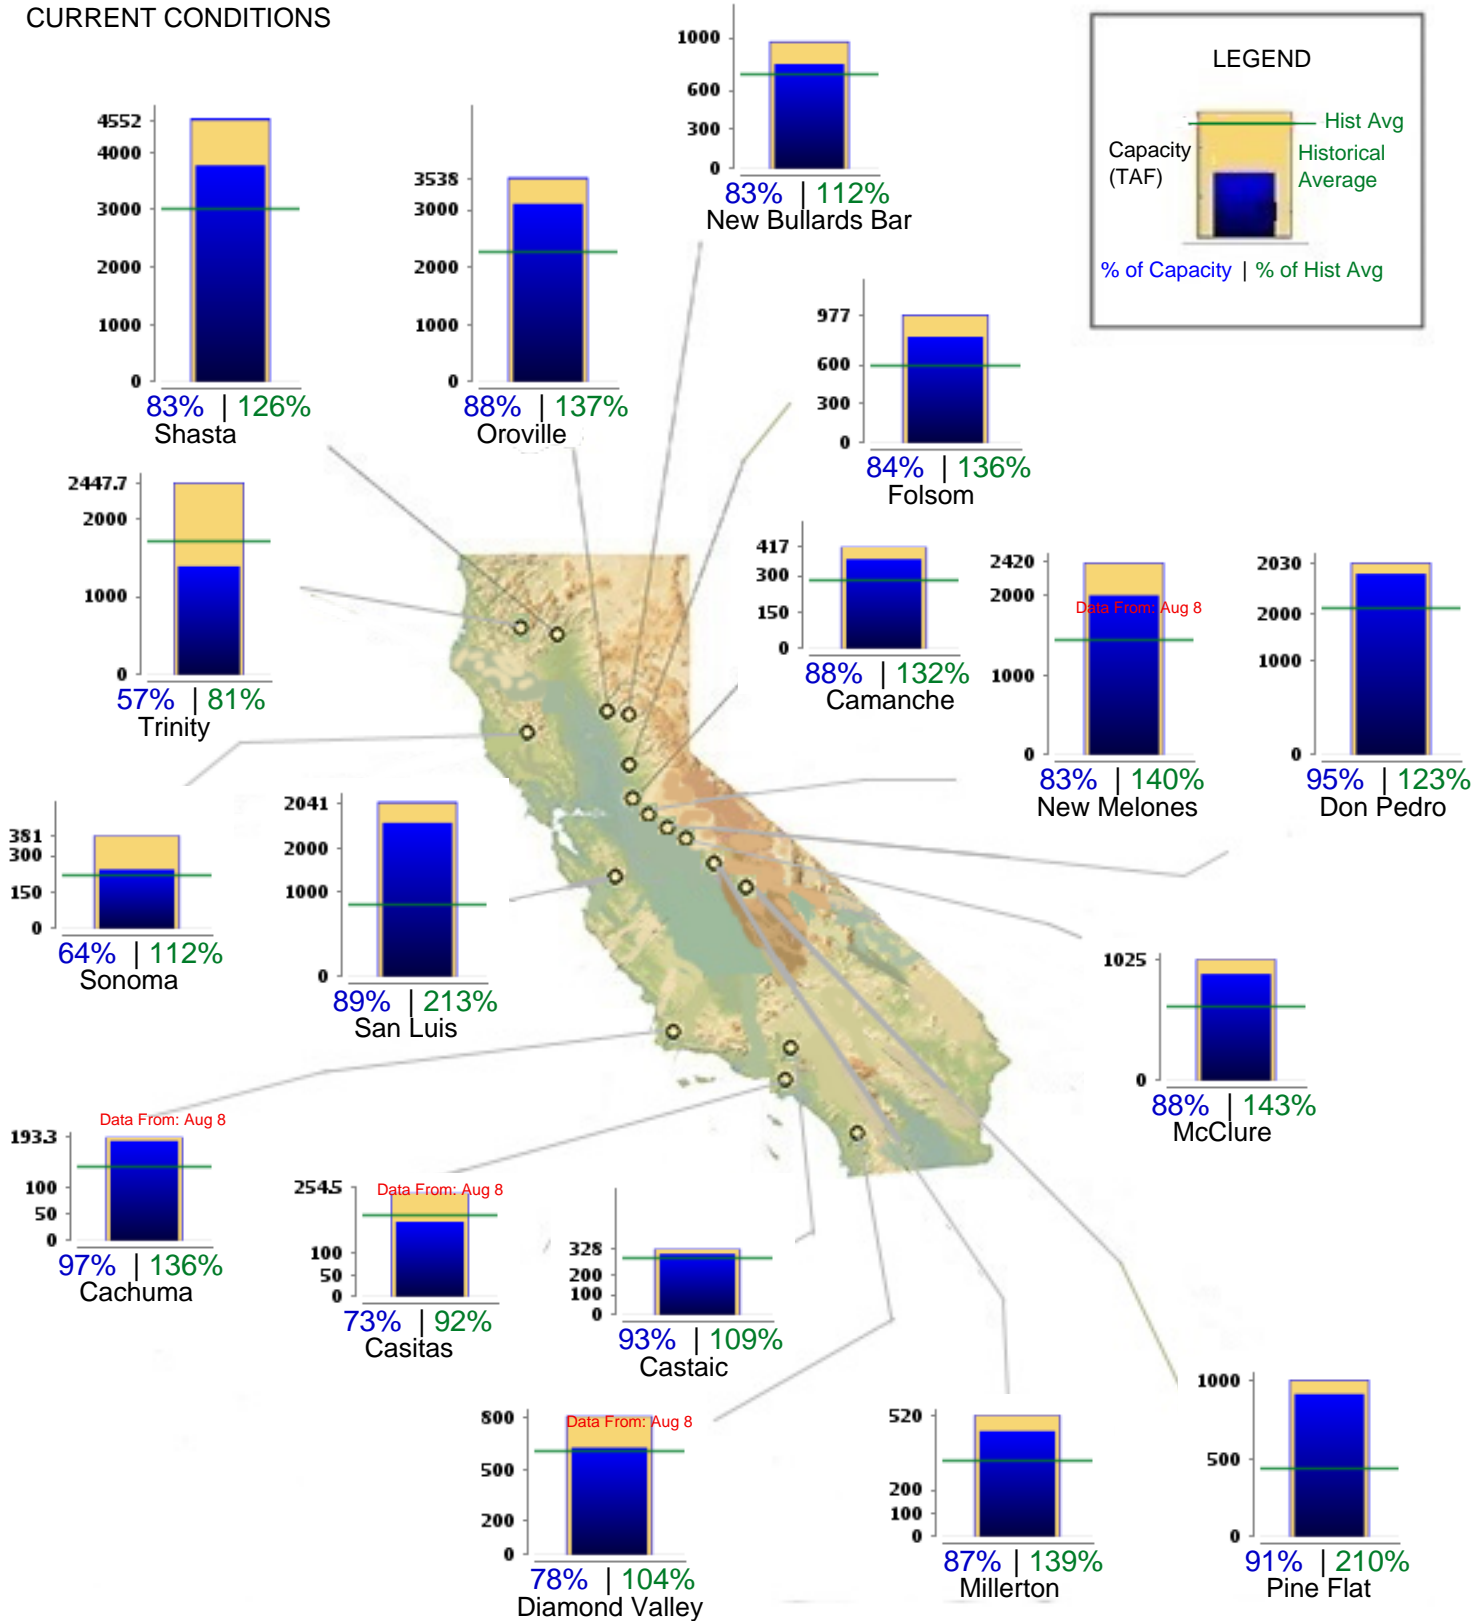 CURRENT CONDITIONS
1000
600
300
0
83% | 112%
New Bullards Bar
LEGEND
Hist Avg
Capacity
(TAF)
Historical
Average
% of Capacity | % of Hist Avg
4552
4000
3000
2000
1000
0
83% | 126%
Shasta
3538
3000
2000
1000
0
88% | 137%
Oroville
977
600
300
0
84% | 136%
Folsom
2447.7
2000
1000
0
57% | 81%
Trinity
417
300
150
0
88% | 132%
Camanche
2420
2000
Data From: Aug 8
1000
0
83% | 140%
New Melones
2030
2000
1000
0
95% | 123%
Don Pedro
381
300
150
0
64% | 112%
Sonoma
2041
2000
1000
0
89% | 213%
San Luis
1025
0
88% | 143%
McClure
Data From: Aug 8
193.3
100
50
0
97% | 136%
Cachuma
254.5
Data From: Aug 8
100
50
0
73% | 92%
Casitas
328
200
100
0
93% | 109%
Castaic
800
Data From: Aug 8
500
200
0
78% | 104%
Diamond Valley
520
200
100
0
87% | 139%
Millerton
1000
500
0
91% | 210%
Pine Flat